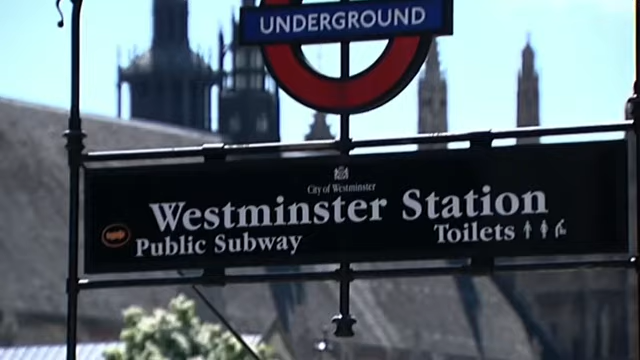 UNDERGROUND
City of Westminster
Westminster Station
Public Subway Toilets